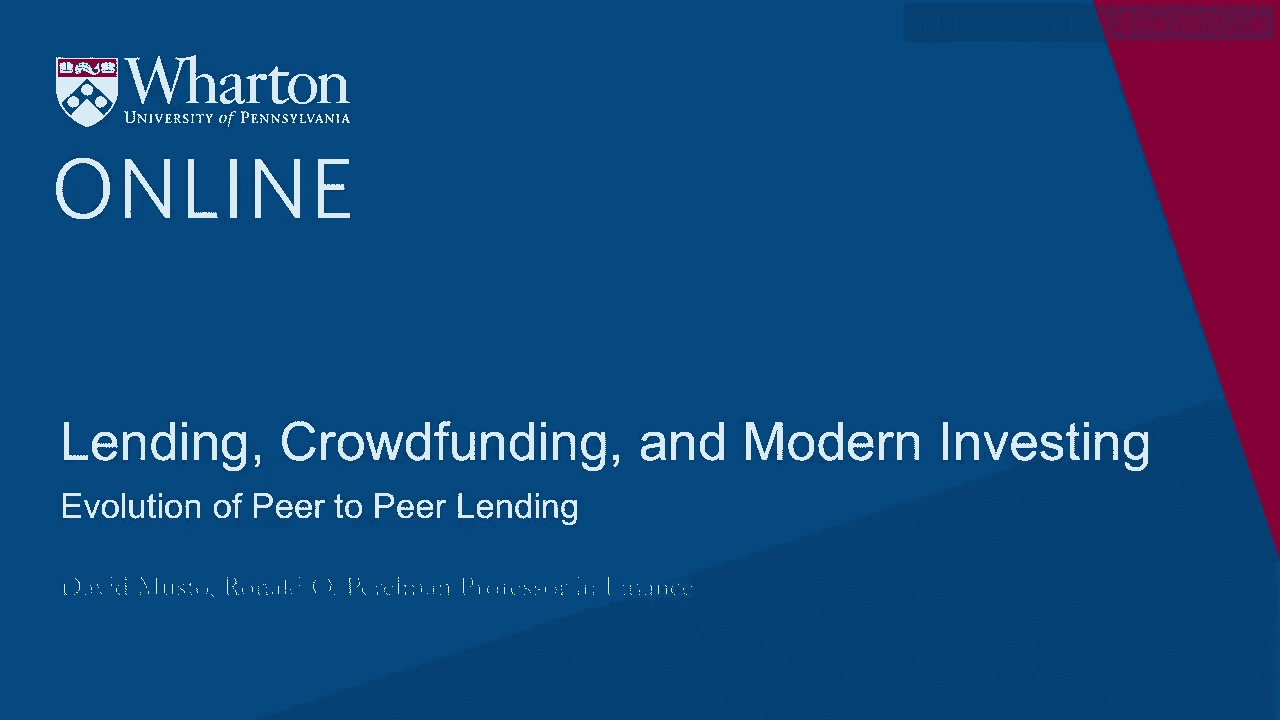 Wharton
UNIVERSITY of PENNSYLVANIA
ONLINE
Lending, Crowdfunding, and Modern Investing
Evolution of Peer to Peer Lending
David Musto, Ronald O. Perelman Professor in Finance